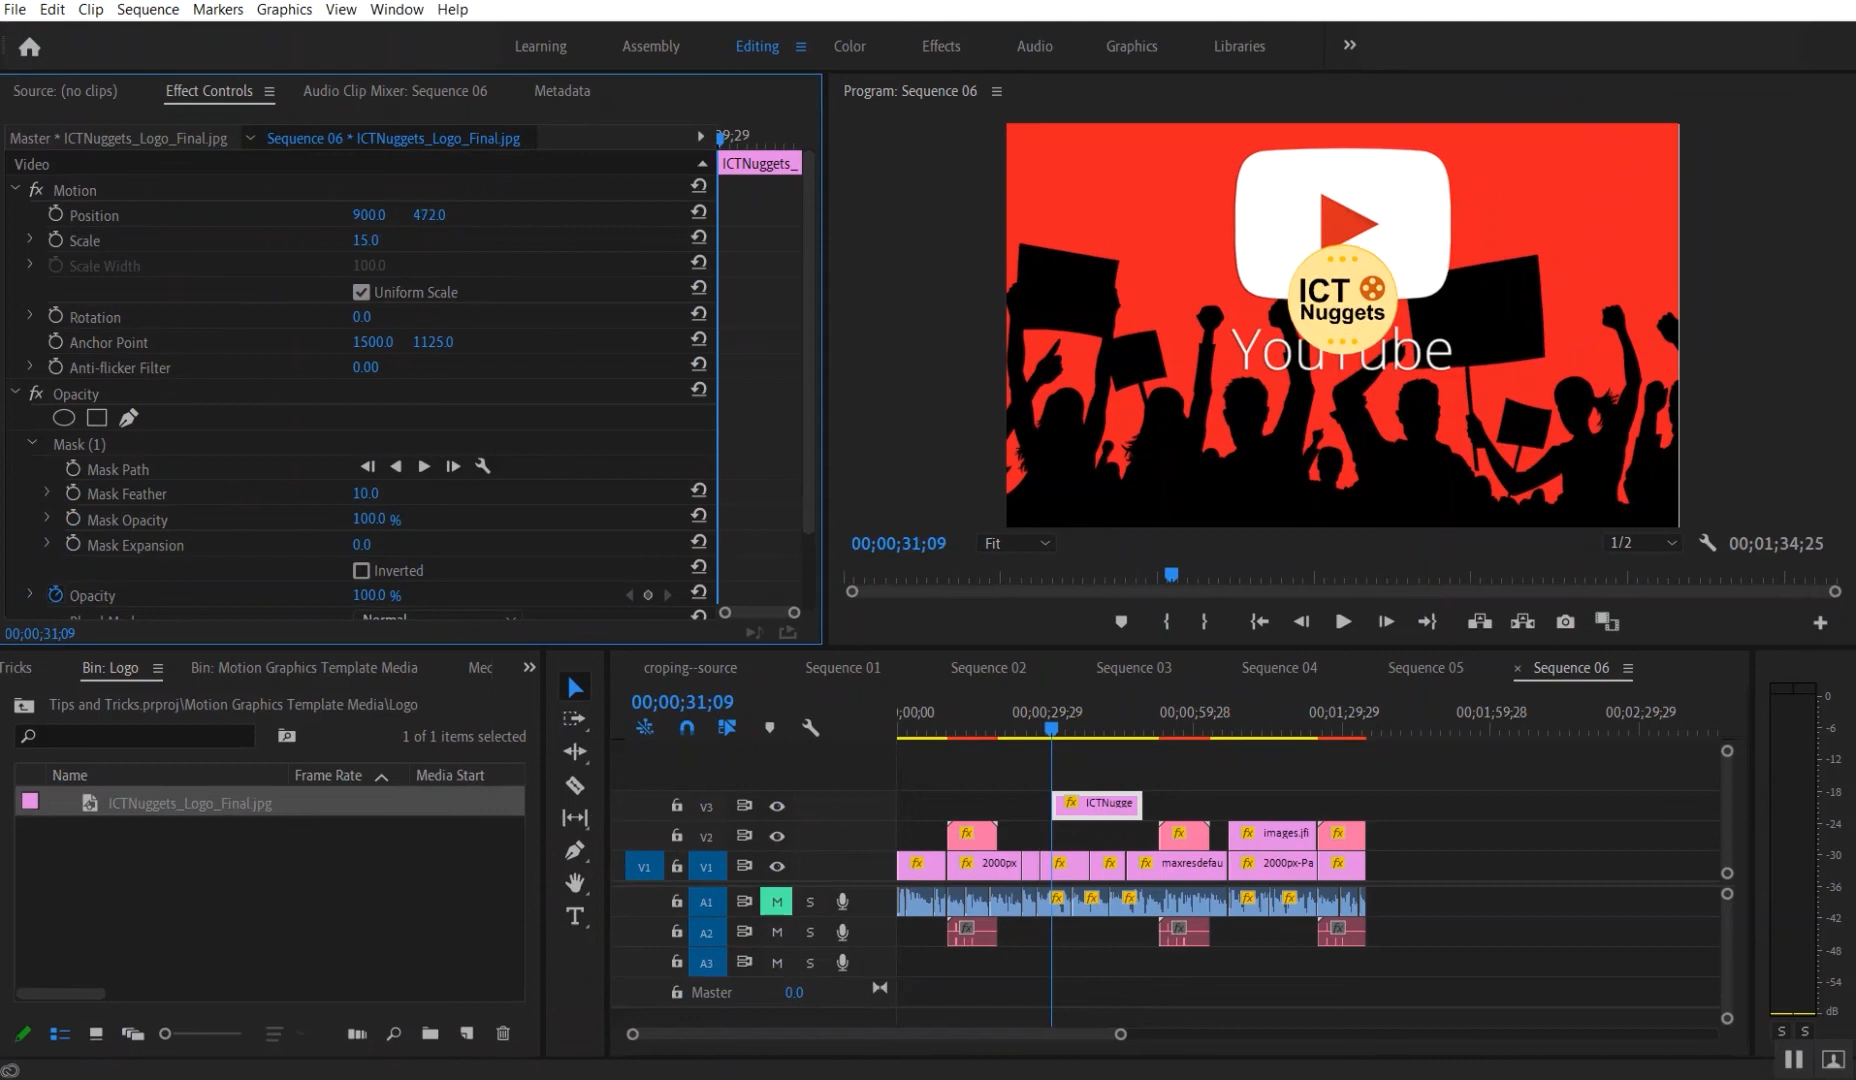 File Edit Clip Sequence Markers Graphics View Window Help
Learning Assembly Editing Color Effects Audio Graphics Libraries
Source: (no clips) Effect Controls Audio Clip Mixer: Sequence 06 Metadata
Program: Sequence 06
Master * ICTNuggets_Logo_Final.jpg Sequence 06 * ICTNuggets_Logo_Final.jpg
9;29
Video
ICTNuggets_
fx Motion
Position 900.0 472.0
Scale 15.0
Scale Width 100.0
Uniform Scale
Rotation 0.0
Anchor Point 1500.0 1125.0
Anti-flicker Filter 0.00
fx Opacity
Mask (1)
Mask Path
Mask Feather 10.0
Mask Opacity 100.0 %
Mask Expansion 0.0
Inverted
Opacity 100.0 %
Normal
00;00;31;09
ICT
Nuggets
YouTube
00;00;31;09 Fit 1/2 00;01;34;25
Tricks Bin: Logo Bin: Motion Graphics Template Media Mec
Tips and Tricks.prproj\Motion Graphics Template Media\Logo
1 of 1 items selected
Name Frame Rate Media Start
ICTNuggets_Logo_Final.jpg
croping--source Sequence 01 Sequence 02 Sequence 03 Sequence 04 Sequence 05 × Sequence 06
00;00;31;09
;00;00 00;00;29;29 00;00;59;28 00;01;29;29 00;01;59;28 00;02;29;29
V3 fx ICTNugge
V2 fx fx fx images.jfi fx
V1 V1 fx fx 2000px fx fx fx maxresdefau fx 2000px-Pa fx
A1 M S fx fx fx fx fx
A2 M S fx fx fx
A3 M S
Master 0.0
T
0
-6
-12
-18
-24
-30
-36
-42
-48
-54
dB
S S